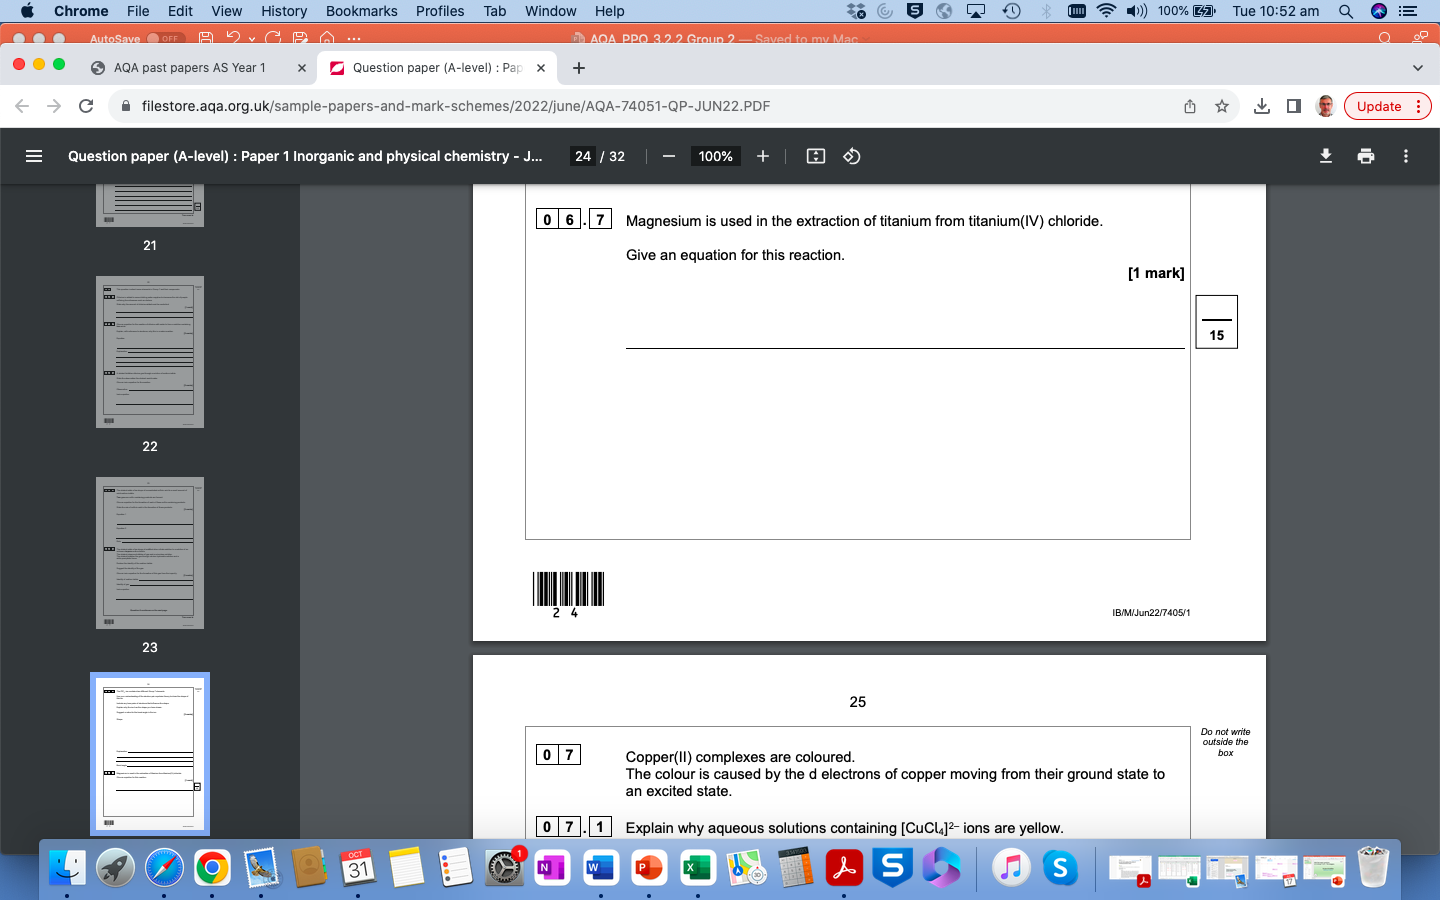 Chrome File Edit View History Bookmarks Profiles Tab Window Help 100% Tue 10:52 am
AutoSave OFF AQA_PPQ_3.2.2 Group 2 — Saved to my Mac
AQA past papers AS Year 1 Question paper (A-level) : Pap
filestore.aqa.org.uk/sample-papers-and-mark-schemes/2022/june/AQA-74051-QP-JUN22.PDF Update
Question paper (A-level) : Paper 1 Inorganic and physical chemistry - J... 24 / 32 100%
21
22
23
0 6 . 7 Magnesium is used in the extraction of titanium from titanium(IV) chloride.
Give an equation for this reaction.
[1 mark]
15
2 4
IB/M/Jun22/7405/1
25
Do not write
outside the
box
0 7 Copper(II) complexes are coloured.
The colour is caused by the d electrons of copper moving from their ground state to
an excited state.
0 7 . 1 Explain why aqueous solutions containing [CuCl₄]²⁻ ions are yellow.
1
OCT
31